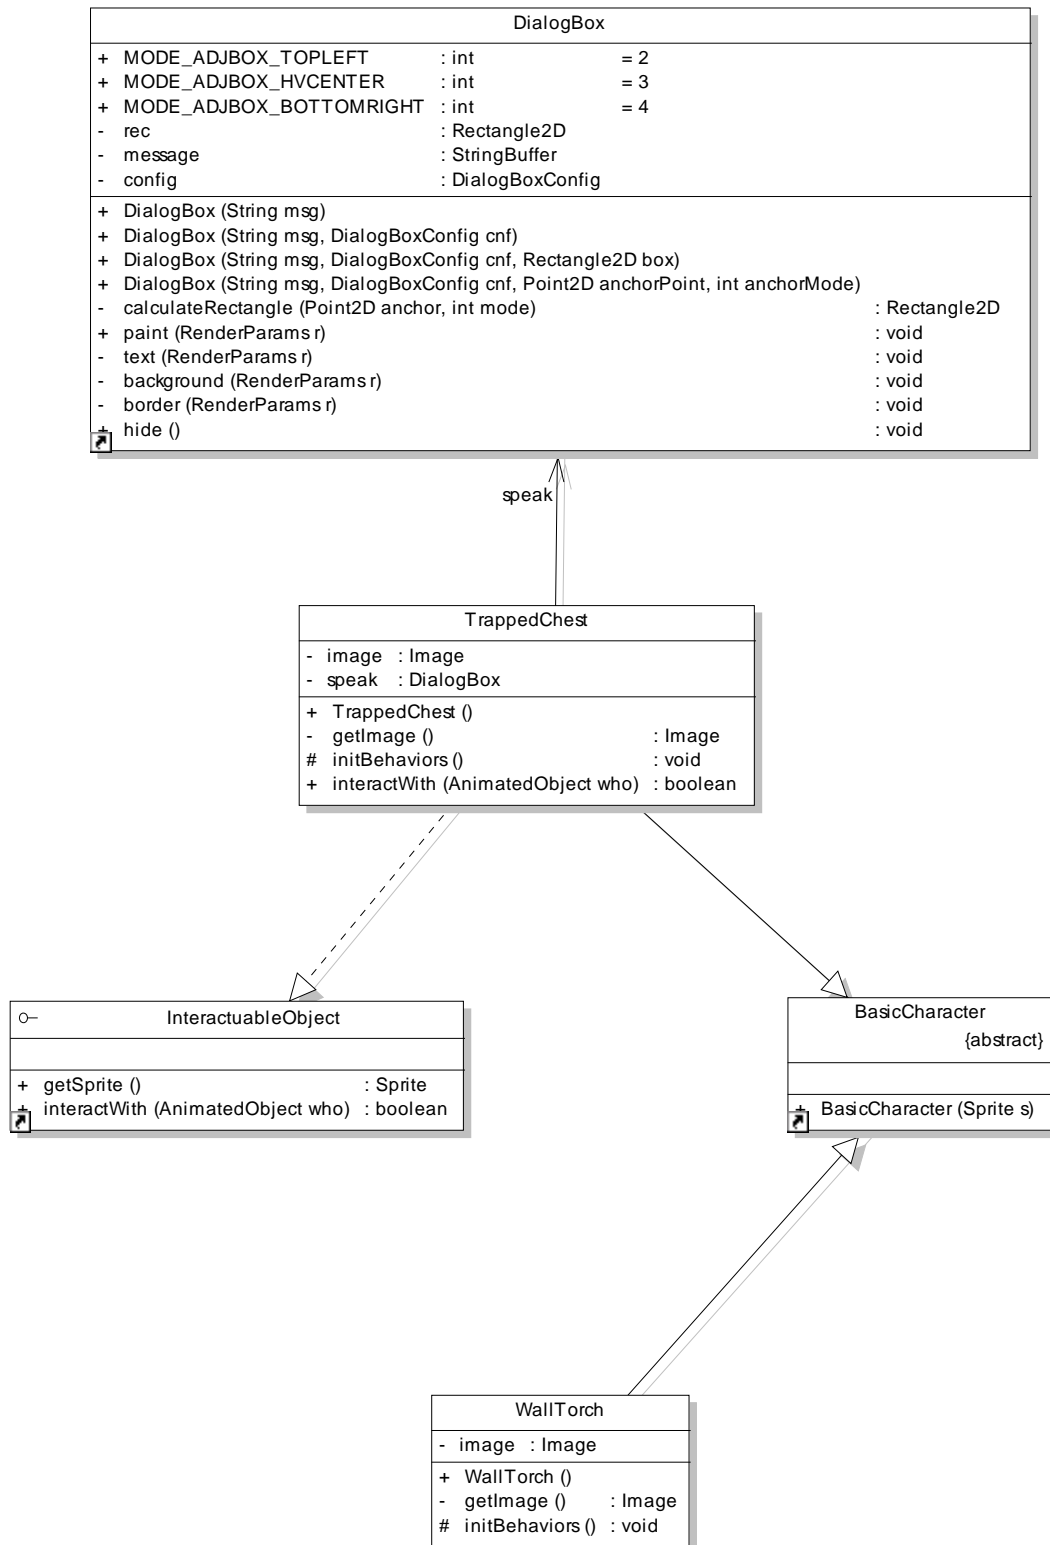 DialogBox
+ MODE_ADJBOX_TOPLEFT : int = 2
+ MODE_ADJBOX_HVCENTER : int = 3
+ MODE_ADJBOX_BOTTOMRIGHT : int = 4
- rec : Rectangle2D
- message : StringBuffer
- config : DialogBoxConfig
+ DialogBox (String msg)
+ DialogBox (String msg, DialogBoxConfig cnf)
+ DialogBox (String msg, DialogBoxConfig cnf, Rectangle2D box)
+ DialogBox (String msg, DialogBoxConfig cnf, Point2D anchorPoint, int anchorMode)
- calculateRectangle (Point2D anchor, int mode) : Rectangle2D
+ paint (RenderParams r) : void
- text (RenderParams r) : void
- background (RenderParams r) : void
- border (RenderParams r) : void
+ hide () : void
speak
TrappedChest
- image : Image
- speak : DialogBox
+ TrappedChest ()
- getImage () : Image
# initBehaviors () : void
+ interactWith (AnimatedObject who) : boolean
InteractuableObject
+ getSprite () : Sprite
+ interactWith (AnimatedObject who) : boolean
BasicCharacter
{abstract}
+ BasicCharacter (Sprite s)
WallTorch
- image : Image
+ WallTorch ()
- getImage () : Image
# initBehaviors () : void